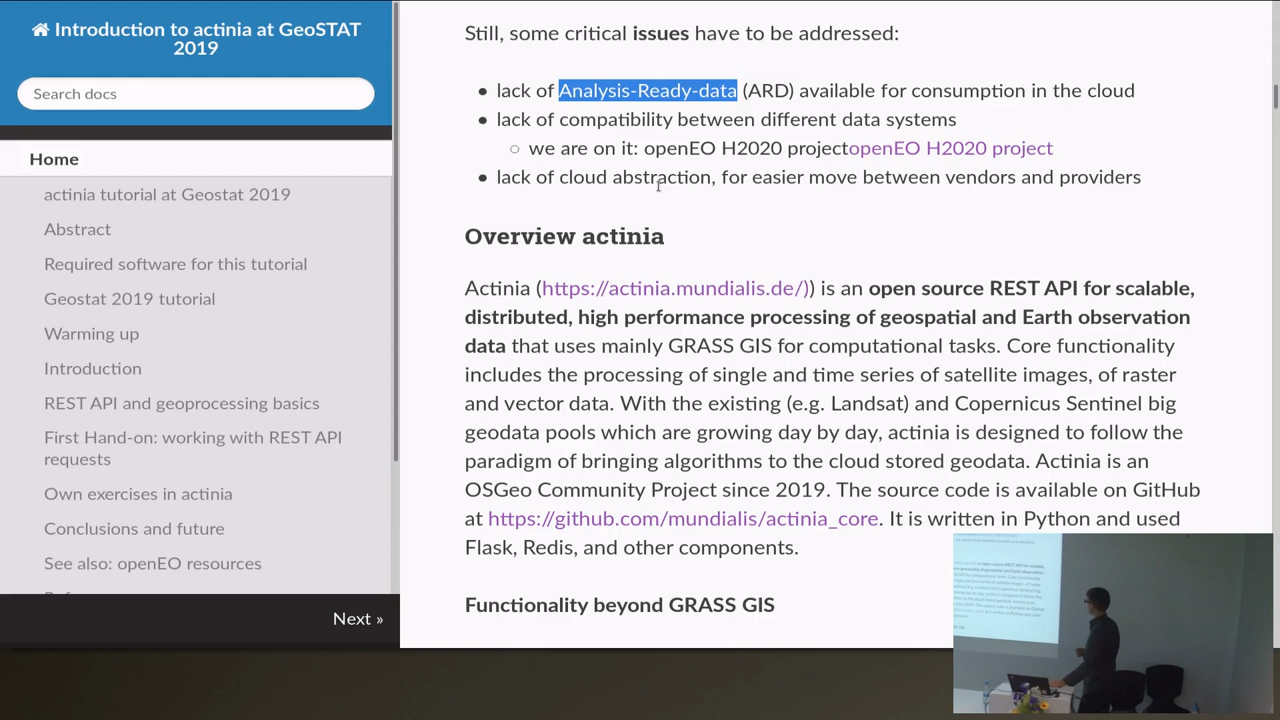 Introduction to actinia at GeoSTAT
2019
Search docs
Home
actinia tutorial at Geostat 2019
Abstract
Required software for this tutorial
Geostat 2019 tutorial
Warming up
Introduction
REST API and geoprocessing basics
First Hand-on: working with REST API
requests
Own exercises in actinia
Conclusions and future
See also: openEO resources
Next »
Still, some critical issues have to be addressed:
• lack of Analysis-Ready-data (ARD) available for consumption in the cloud
• lack of compatibility between different data systems
○ we are on it: openEO H2020 projectopenEO H2020 project
• lack of cloud abstraction, for easier move between vendors and providers
Overview actinia
Actinia (https://actinia.mundialis.de/)) is an open source REST API for scalable,
distributed, high performance processing of geospatial and Earth observation
data that uses mainly GRASS GIS for computational tasks. Core functionality
includes the processing of single and time series of satellite images, of raster
and vector data. With the existing (e.g. Landsat) and Copernicus Sentinel big
geodata pools which are growing day by day, actinia is designed to follow the
paradigm of bringing algorithms to the cloud stored geodata. Actinia is an
OSGeo Community Project since 2019. The source code is available on GitHub
at https://github.com/mundialis/actinia_core. It is written in Python and used
Flask, Redis, and other components.
Functionality beyond GRASS GIS